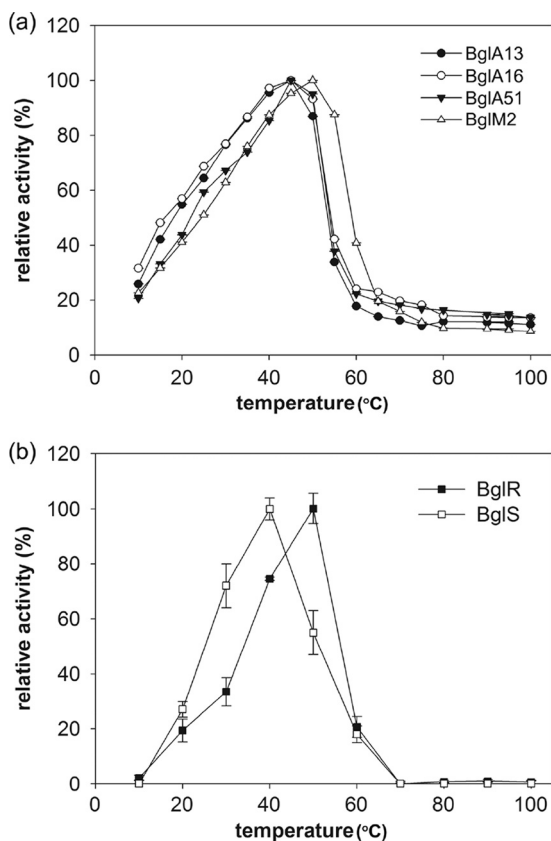 (a)
120
100
80
60
40
20
0
relative activity (%)
BglA13
BglA16
BglA51
BglM2
0 20 40 60 80 100
temperature (°C)
(b)
120
100
80
60
40
20
0
relative activity (%)
BglR
BglS
0 20 40 60 80 100
temperature (°C)